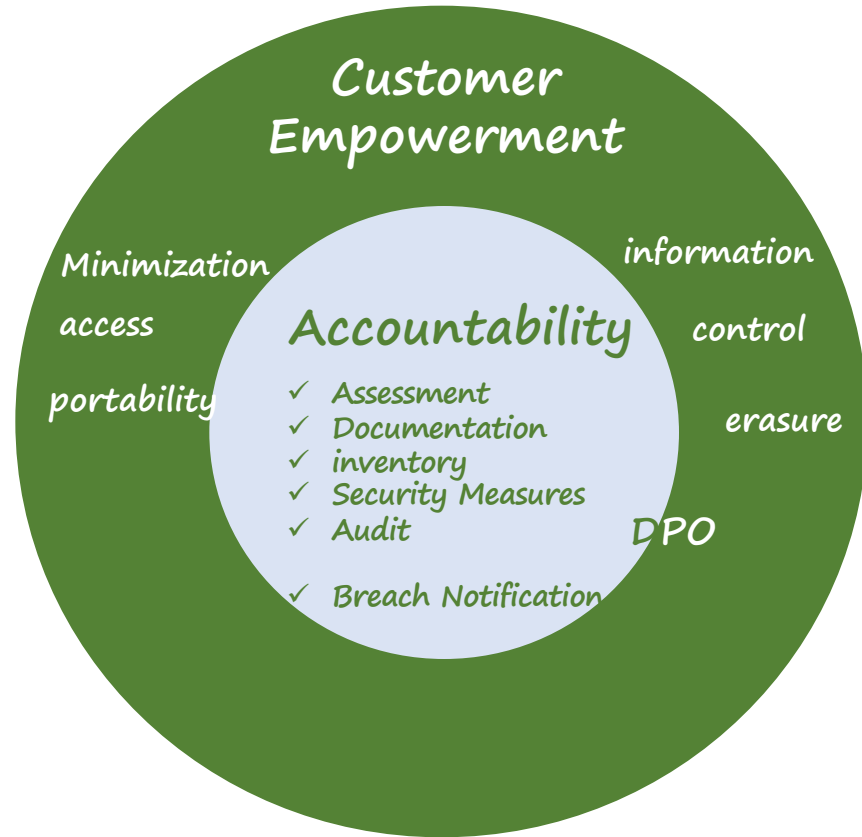 Customer
Empowerment
Minimization
access
portability
information
control
erasure
Accountability
✓ Assessment
✓ Documentation
✓ inventory
✓ Security Measures
✓ Audit
✓ Breach Notification
DPO